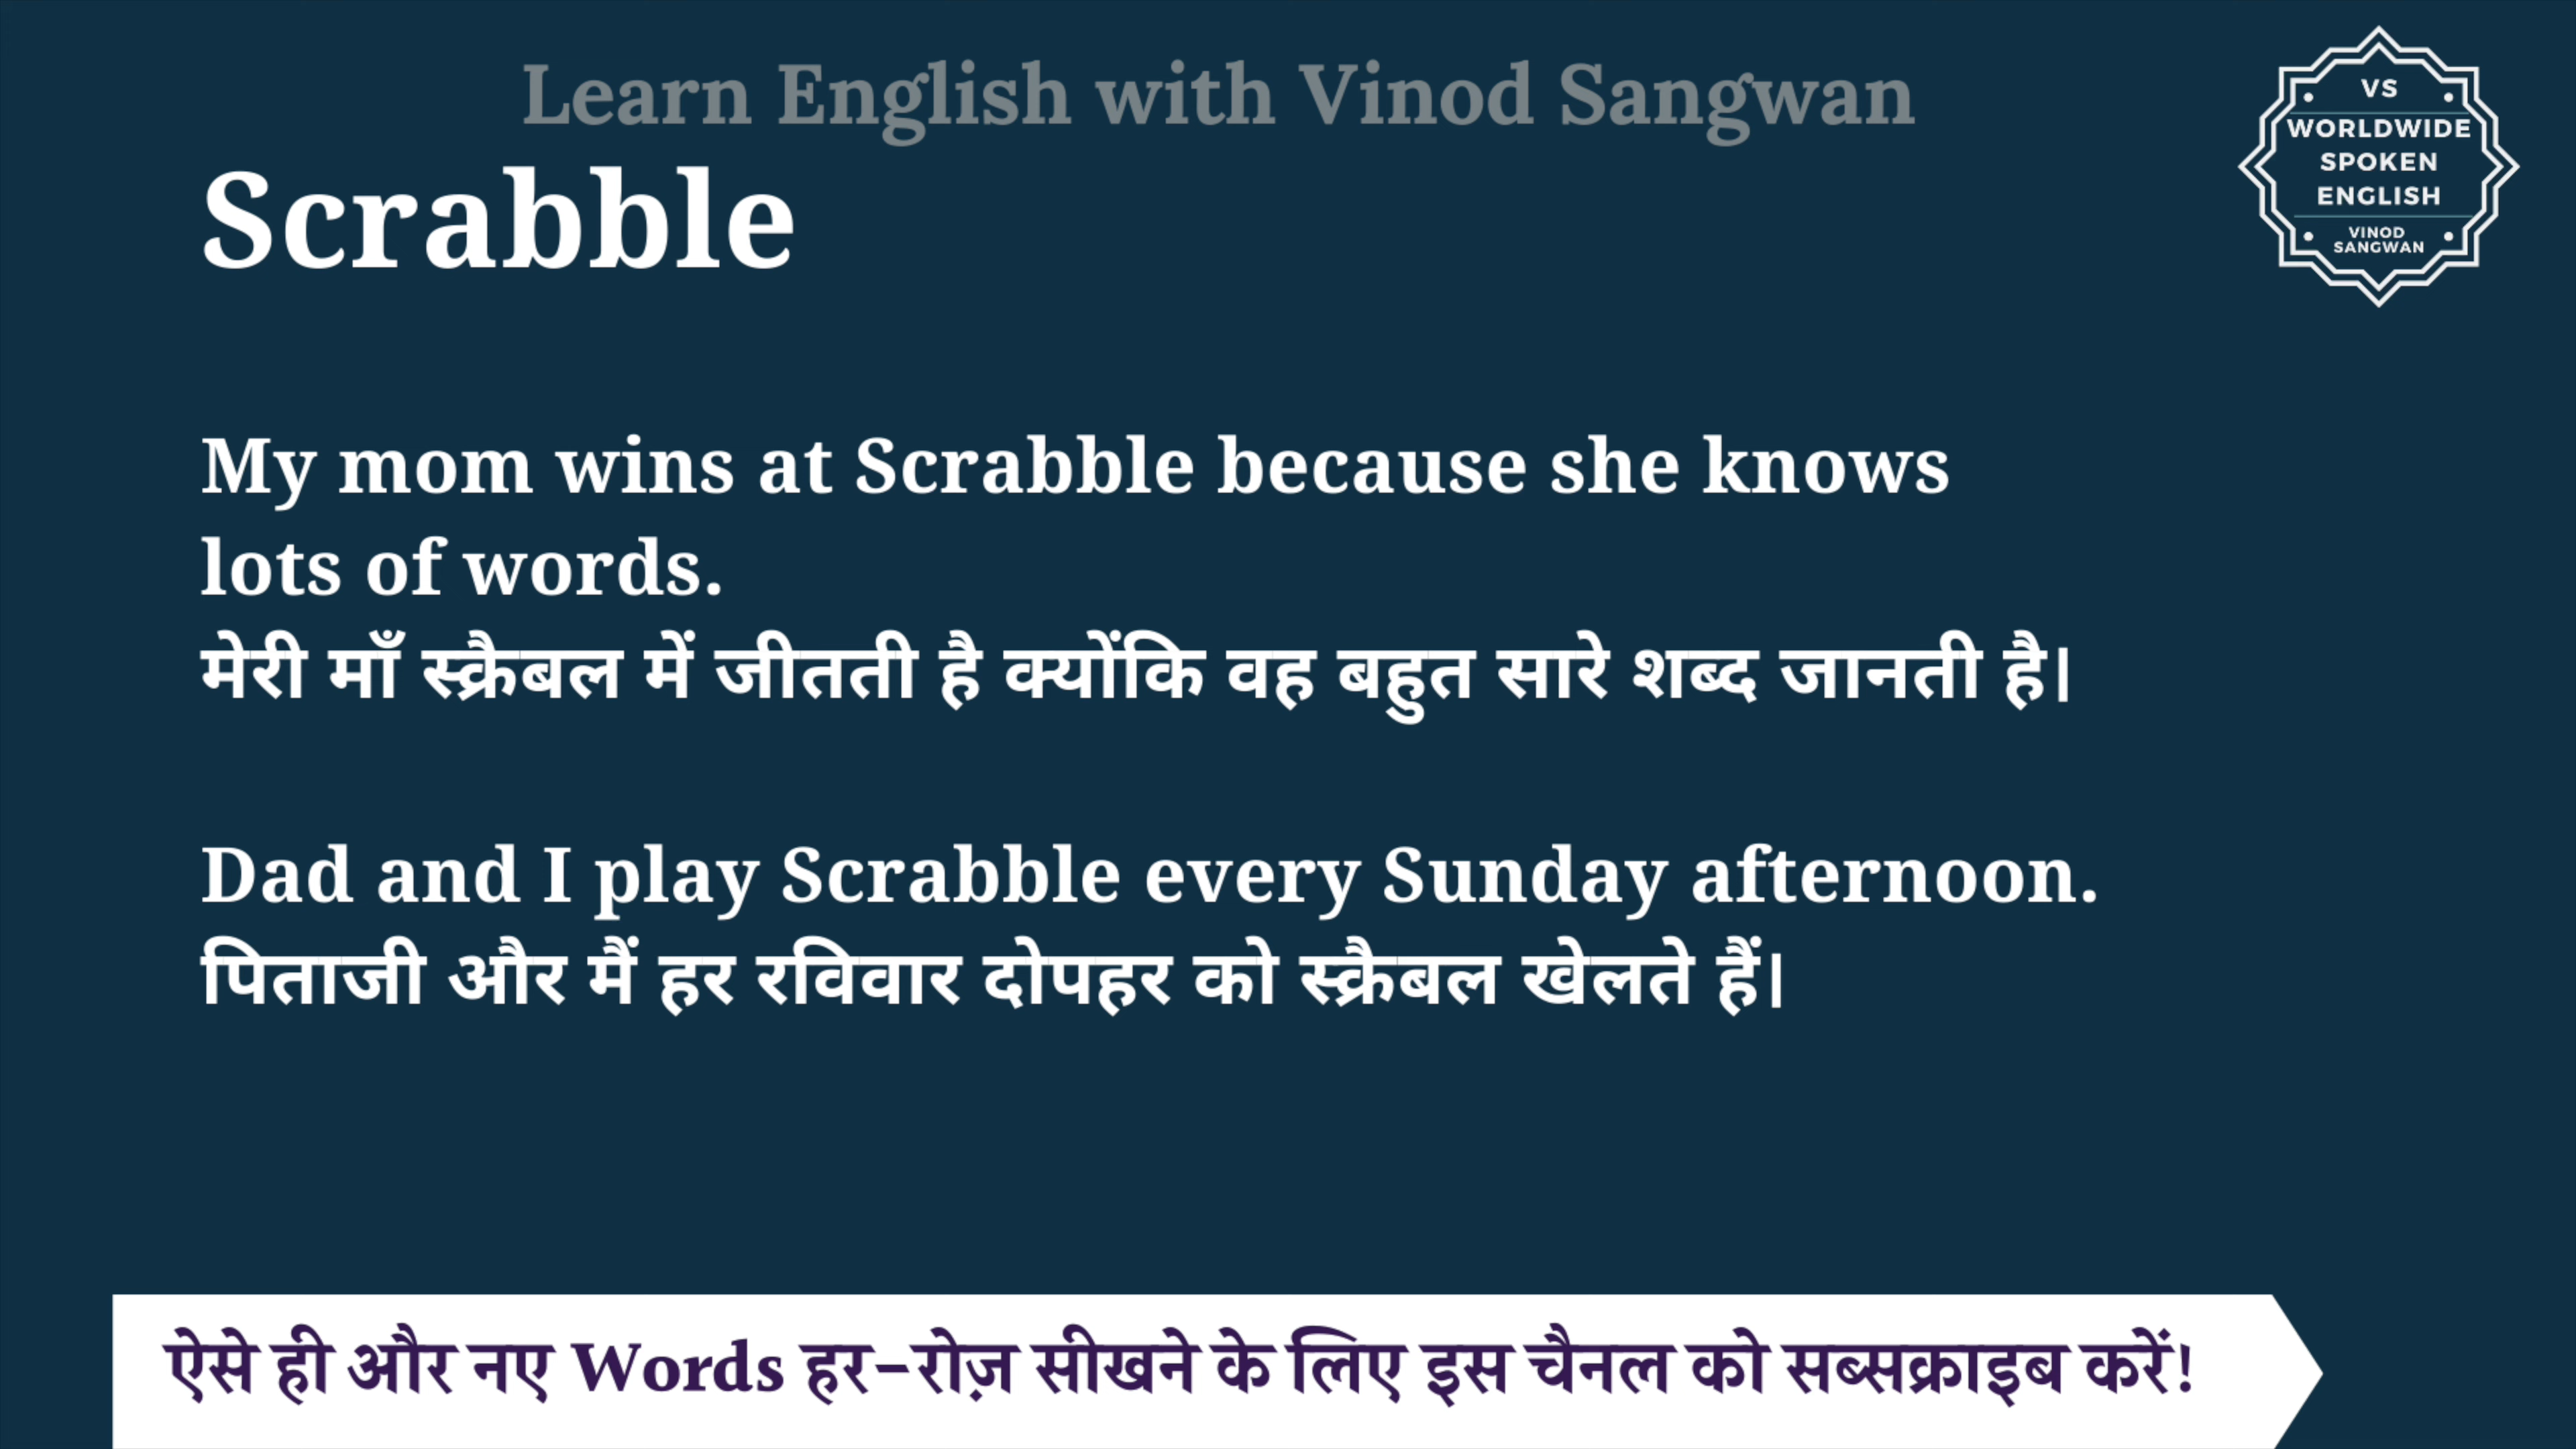 Learn English with Vinod Sangwan
VS
WORLDWIDE
SPOKEN
ENGLISH
VINOD
SANGWAN
Scrabble
My mom wins at Scrabble because she knows
lots of words.
मेरी माँ स्क्रैबल में जीतती है क्योंकि वह बहुत सारे शब्द जानती है।
Dad and I play Scrabble every Sunday afternoon.
पिताजी और मैं हर रविवार दोपहर को स्क्रैबल खेलते हैं।
ऐसे ही और नए Words हर-रोज़ सीखने के लिए इस चैनल को सब्सक्राइब करें!